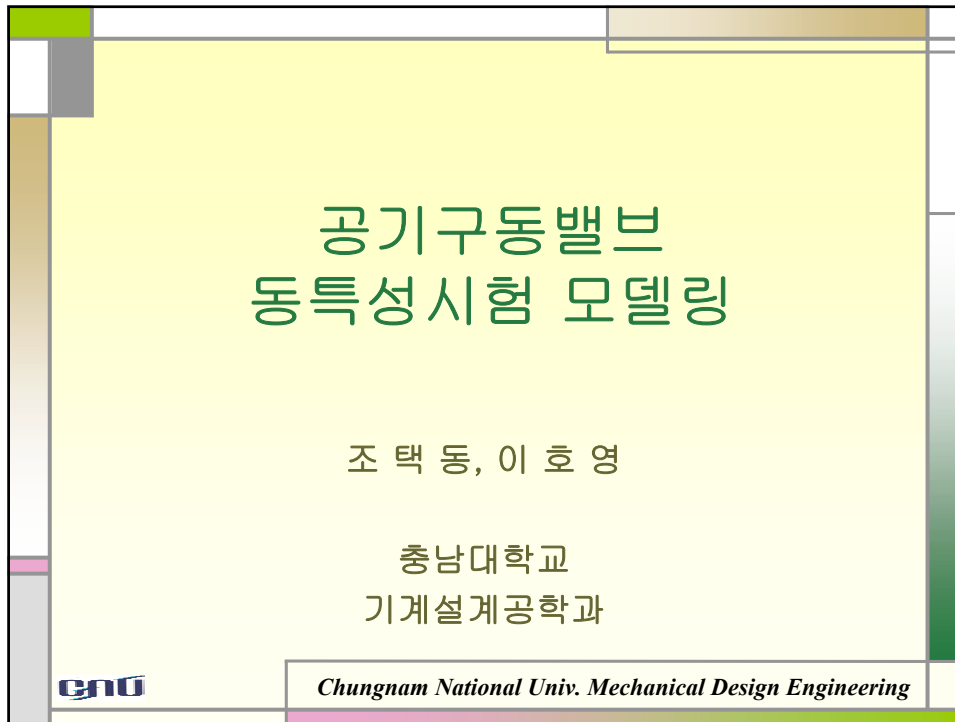 공기구동밸브
동특성시험 모델링
조 택 동, 이 호 영
충남대학교
기계설계공학과
CNU
Chungnam National Univ. Mechanical Design Engineering